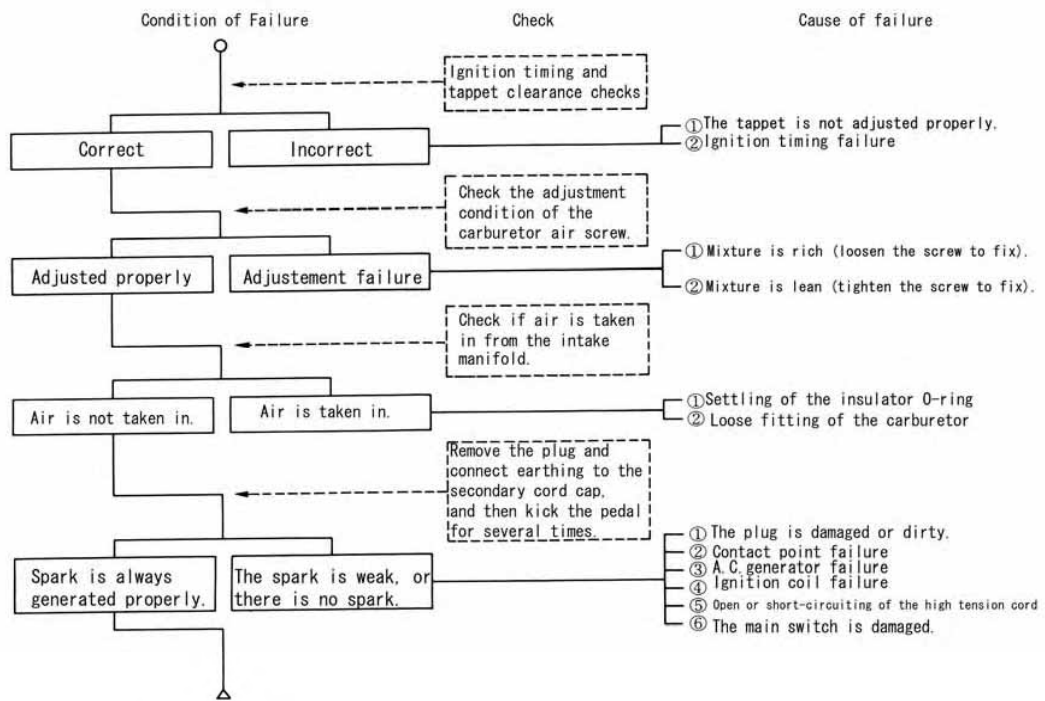 Condition of Failure
Check
Cause of failure
Ignition timing and
tappet clearance checks
Correct
Incorrect
①The tappet is not adjusted properly.
②Ignition timing failure
Check the adjustment
condition of the
carburetor air screw.
Adjusted properly
Adjustement failure
①Mixture is rich (loosen the screw to fix).
②Mixture is lean (tighten the screw to fix).
Check if air is taken
in from the intake
manifold.
Air is not taken in.
Air is taken in.
①Settling of the insulator O-ring
② Loose fitting of the carburetor
Remove the plug and
connect earthing to the
secondary cord cap,
and then kick the pedal
for several times.
Spark is always
generated properly.
The spark is weak, or
there is no spark.
① The plug is damaged or dirty.
② Contact point failure
③ A.C. generator failure
④ Ignition coil failure
⑤ Open or short-circuiting of the high tension cord
⑥ The main switch is damaged.